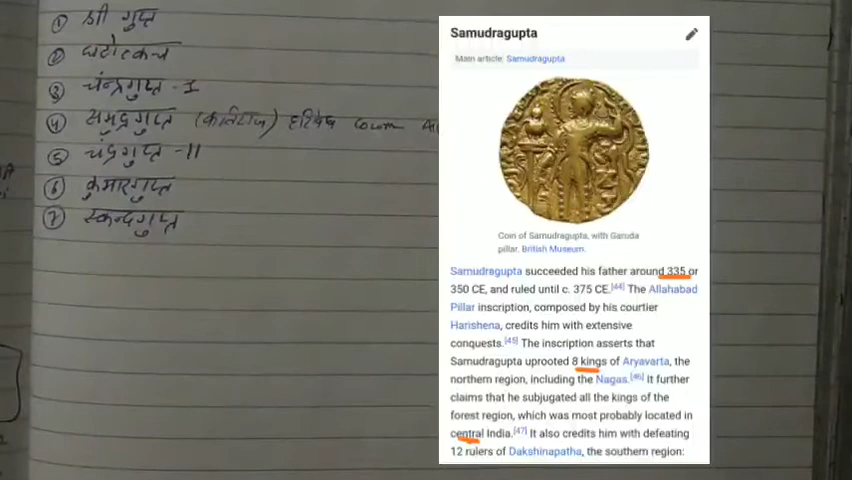 ① श्री गुप्त
② घटोत्कच
③ चंन्द्रगुप्त - I
④ समुद्रगुप्त
⑤ चंद्रगुप्त - II
⑥ कुमारगुप्त
⑦ स्कन्दगुप्त
Samudragupta
Main article: Samudragupta
Coin of Samudragupta, with Garuda
pillar. British Museum.
Samudragupta succeeded his father around 335 or
350 CE, and ruled until c. 375 CE.[44] The Allahabad
Pillar inscription, composed by his courtier
Harishena, credits him with extensive
conquests.[45] The inscription asserts that
Samudragupta uprooted 8 kings of Aryavarta, the
northern region, including the Nagas.[46] It further
claims that he subjugated all the kings of the
forest region, which was most probably located in
central India.[47] It also credits him with defeating
12 rulers of Dakshinapatha, the southern region: